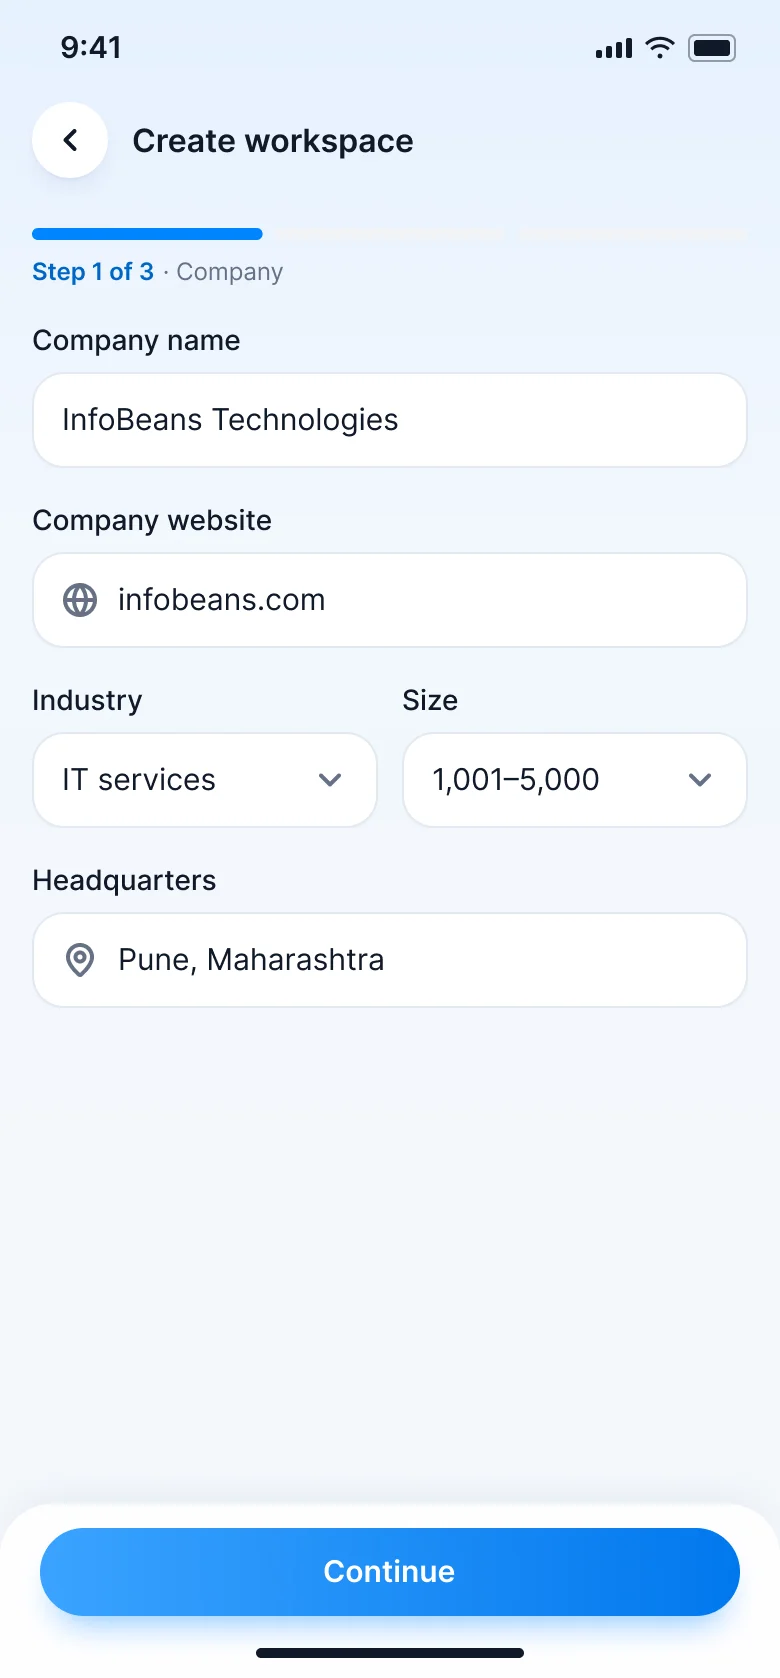 9:41
Create workspace
Step 1 of 3 · Company
Company name
InfoBeans Technologies
Company website
infobeans.com
Industry
Size
IT services
1,001–5,000
Headquarters
Pune, Maharashtra
Continue